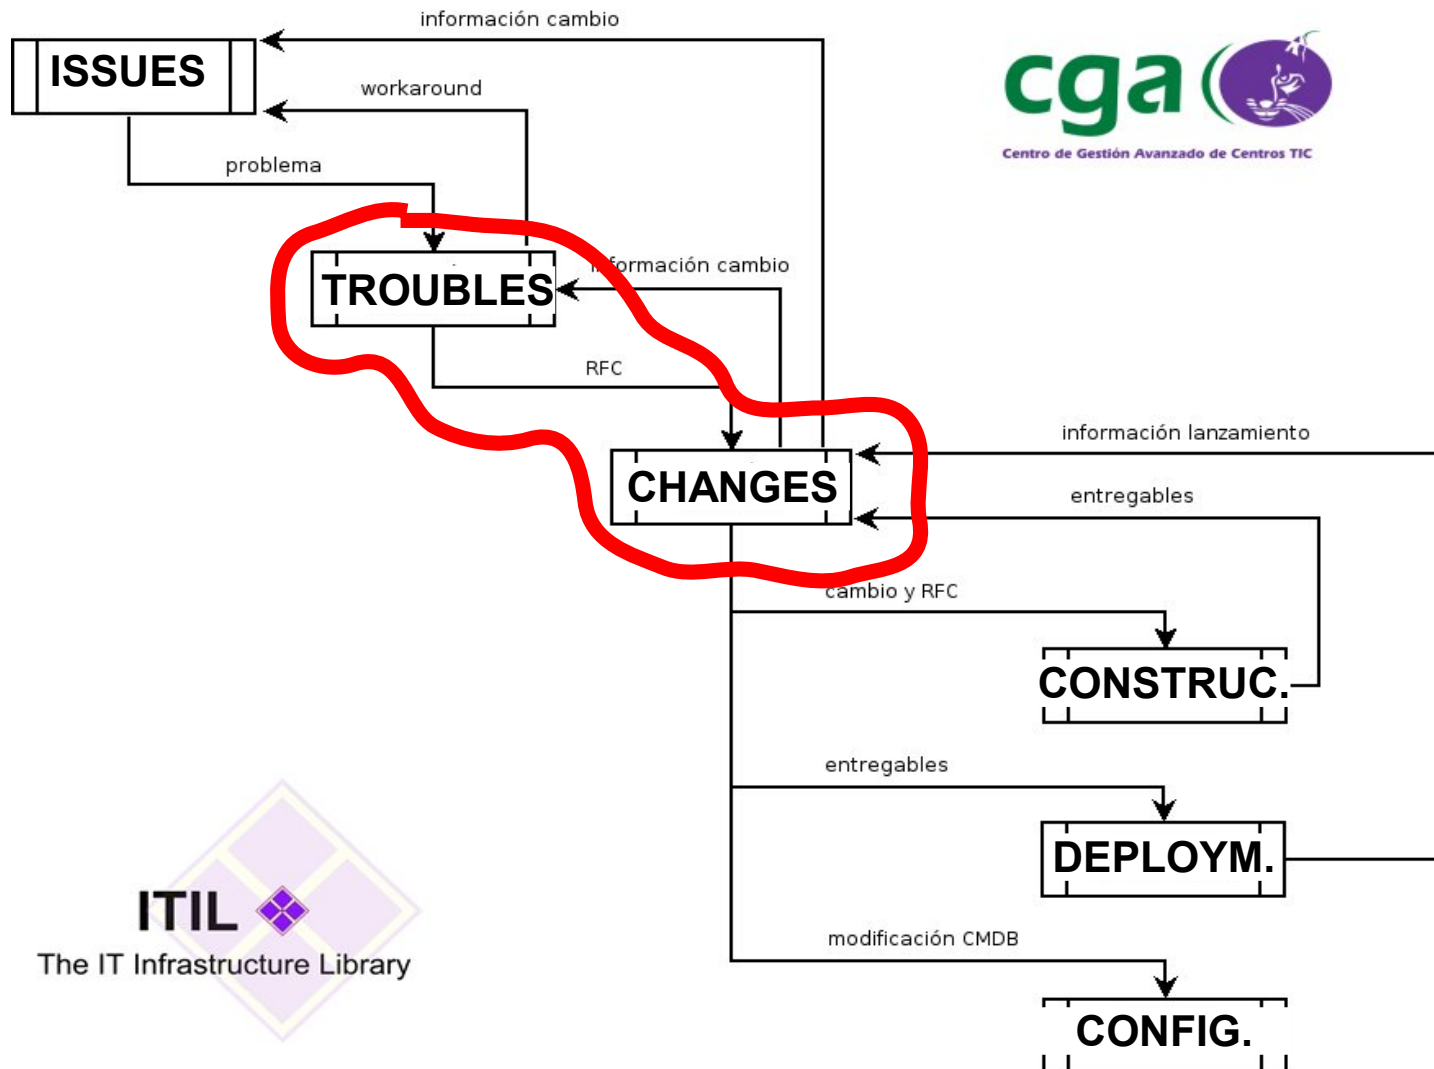 información cambio
ISSUES
workaround
problema
cga
Centro de Gestión Avanzado de Centros TIC
información cambio
TROUBLES
RFC
información lanzamiento
CHANGES
entregables
cambio y RFC
CONSTRUC.
entregables
DEPLOYM.
ITIL
The IT Infrastructure Library
modificación CMDB
CONFIG.